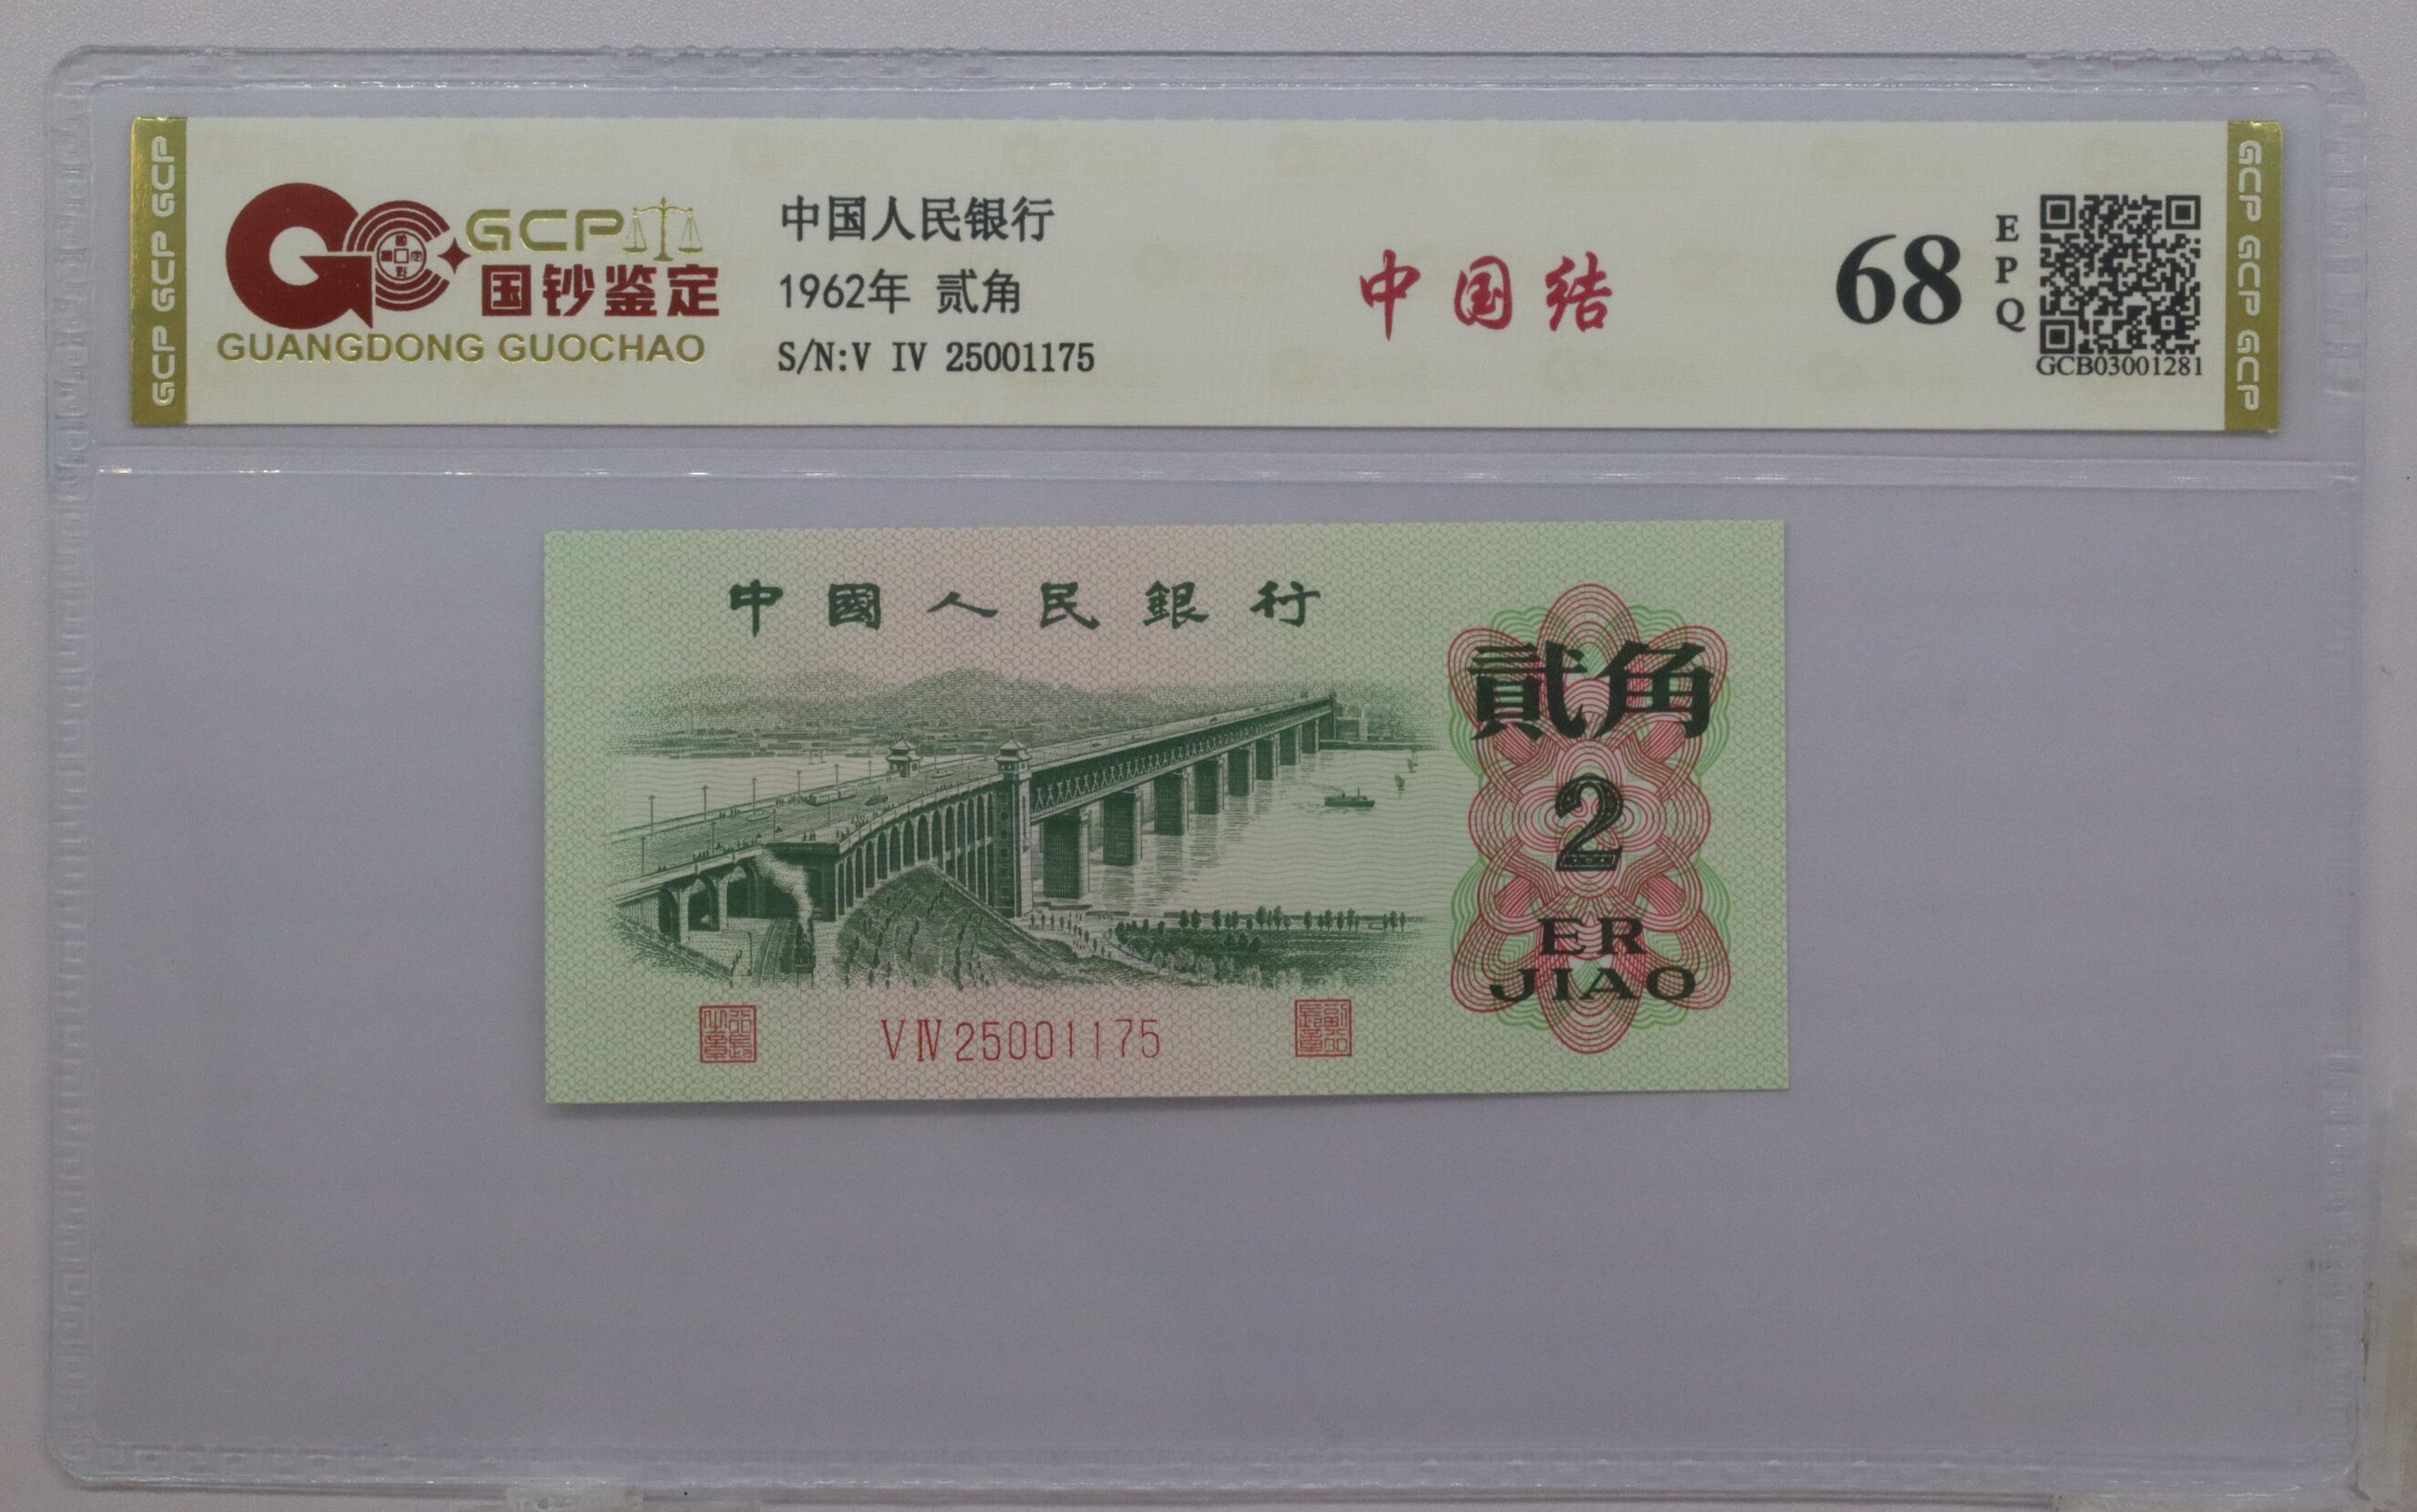 GCP GCP GCP
GCP
国钞鉴定
GUANGDONG GUOCHAO
中国人民银行
1962年 贰角
S/N:V IV 25001175
中国结
68
EPQ
GCB03001281
GCP GCP GCP
中國人民銀行
貳角
2
ER
JIAO
V IV 25001175